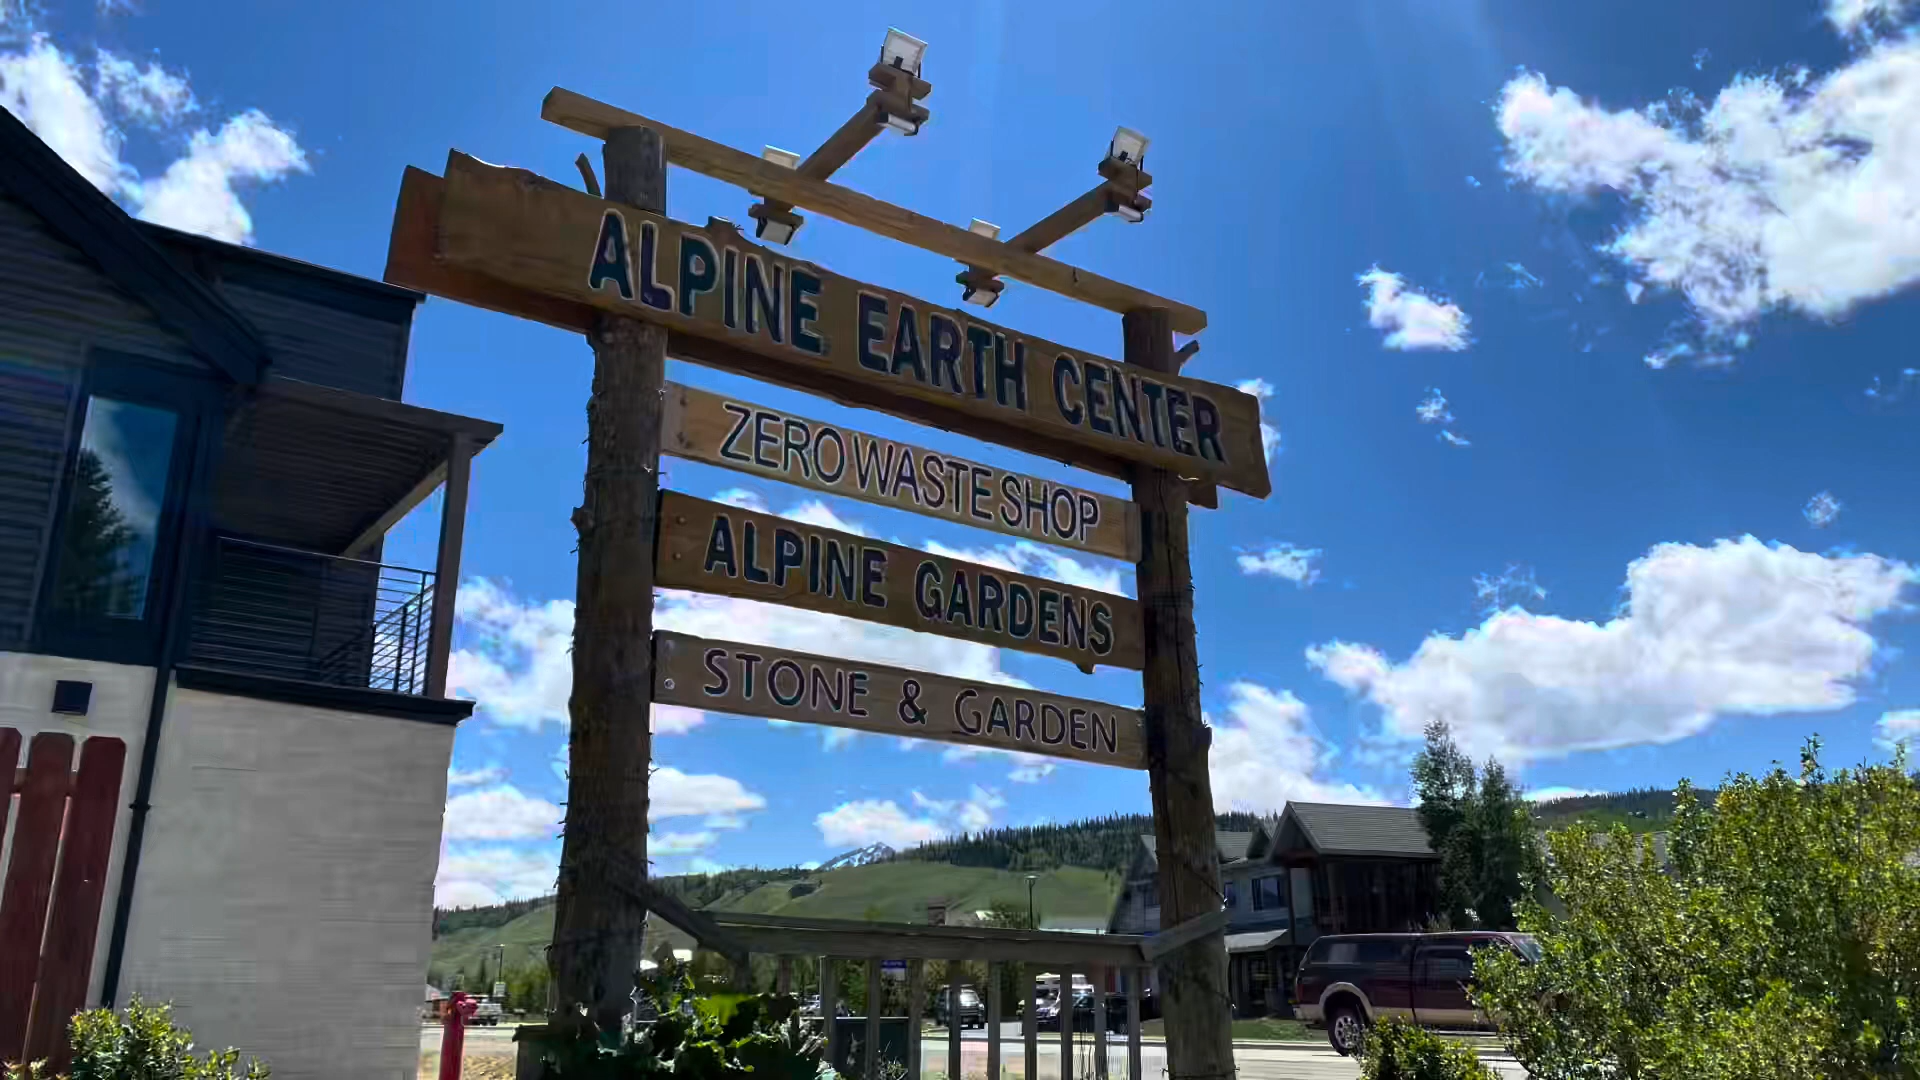 ALPINE EARTH CENTER
ZERO WASTE SHOP
ALPINE GARDENS
STONE & GARDEN